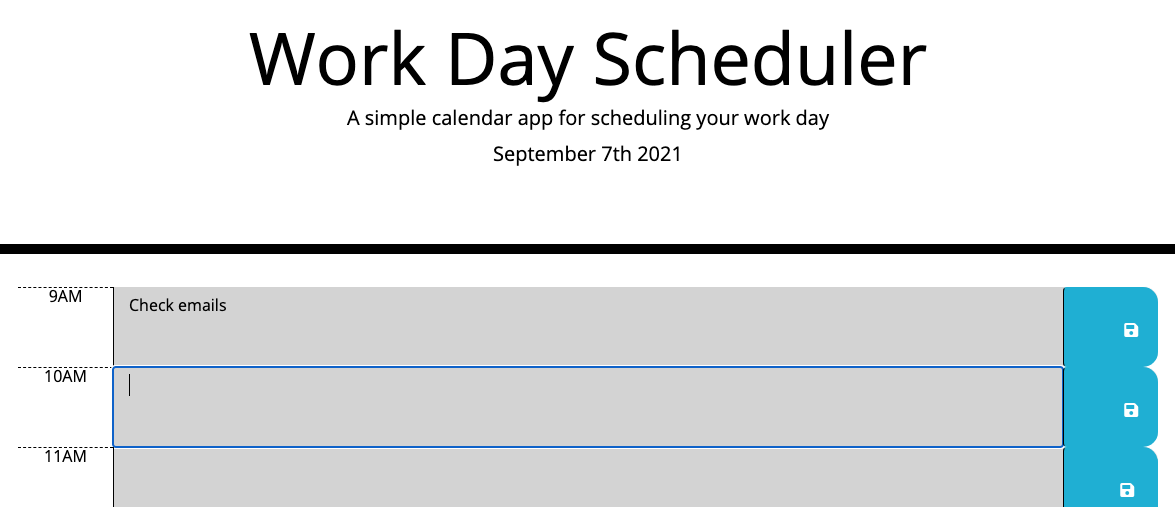 Work Day Scheduler
A simple calendar app for scheduling your work day
September 7th 2021
9AM
Check emails
10AM
11AM